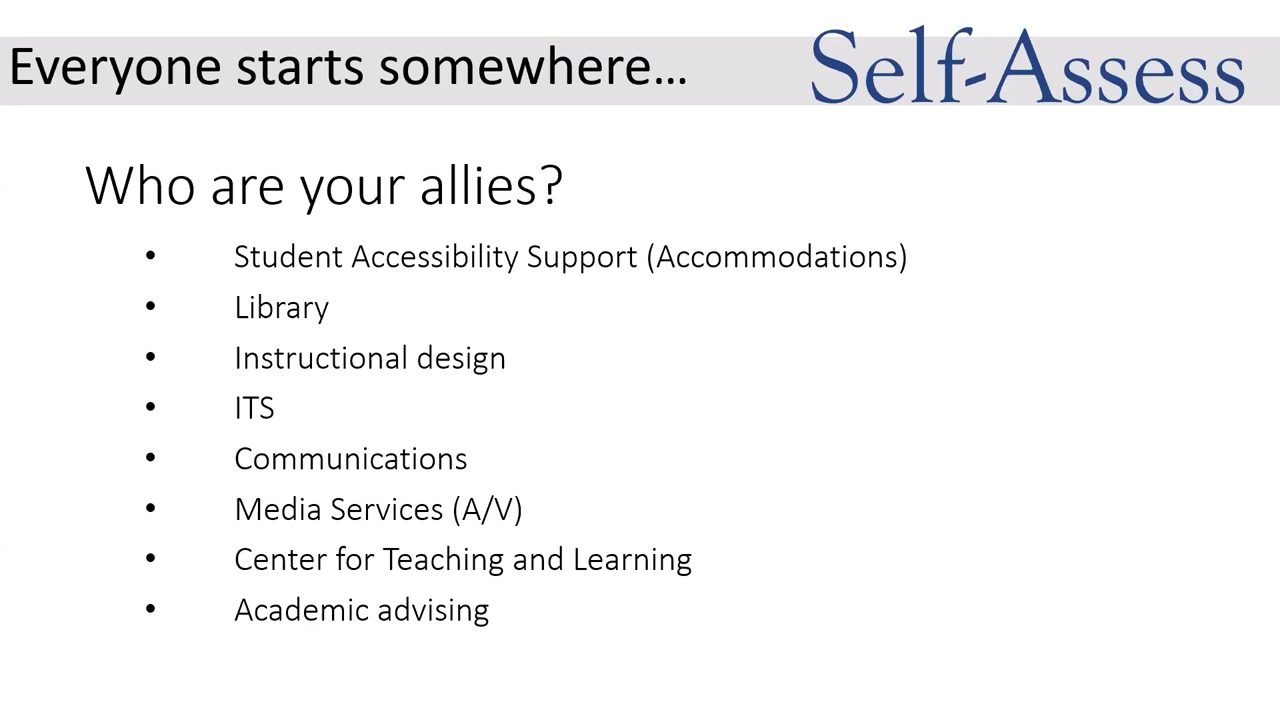 Everyone starts somewhere…
Self-Assess
Who are your allies?
• Student Accessibility Support (Accommodations)
• Library
• Instructional design
• ITS
• Communications
• Media Services (A/V)
• Center for Teaching and Learning
• Academic advising